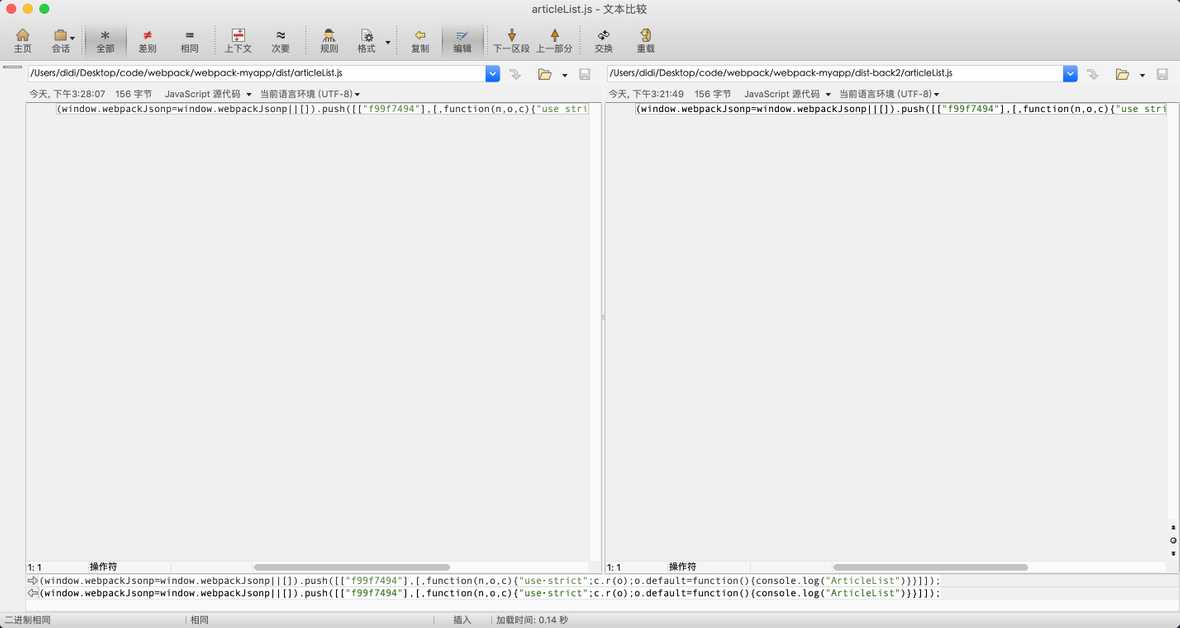 articleList.js - 文本比较
主页 会话 全部 差别 相同 上下文 次要 规则 格式 复制 编辑 下一区段 上一部分 交换 重载
/Users/didi/Desktop/code/webpack/webpack-myapp/dist/articleList.js /Users/didi/Desktop/code/webpack/webpack-myapp/dist-back2/articleList.js
今天, 下午3:28:07 156 字节 JavaScript 源代码 当前语言环境 (UTF-8) 今天, 下午3:21:49 156 字节 JavaScript 源代码 当前语言环境 (UTF-8)
(window.webpackJsonp=window.webpackJsonp||[]).push([["f99f7494"],[,function(n,o,c){"use stri (window.webpackJsonp=window.webpackJsonp||[]).push([["f99f7494"],[,function(n,o,c){"use stri
1: 1 操作符 1: 1 操作符
(window.webpackJsonp=window.webpackJsonp||[]).push([["f99f7494"],[,function(n,o,c){"use·strict";c.r(o);o.default=function(){console.log("ArticleList")}}]]);
(window.webpackJsonp=window.webpackJsonp||[]).push([["f99f7494"],[,function(n,o,c){"use·strict";c.r(o);o.default=function(){console.log("ArticleList")}}]]);
二进制相同 相同 插入 加载时间: 0.14 秒